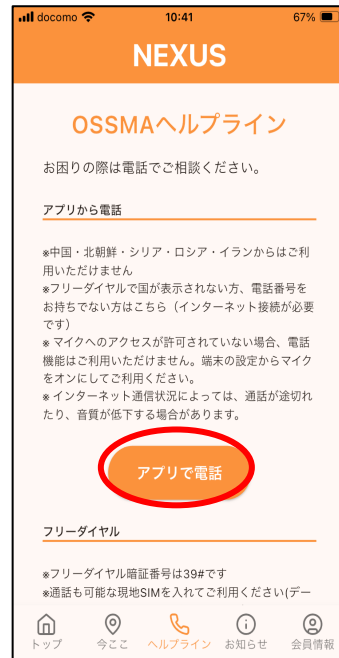 docomo 10:41 67%
NEXUS
OSSMAヘルプライン
お困りの際は電話でご相談ください。
アプリから電話
※中国・北朝鮮・シリア・ロシア・イランからはご利
用いただけません
※フリーダイヤルで国が表示されない方、電話番号を
お持ちでない方はこちら（インターネット接続が必要
です）
※ マイクへのアクセスが許可されていない場合、電話
機能はご利用いただけません。端末の設定からマイク
をオンにしてご利用ください。
※ インターネット通信状況によっては、通話が途切れ
たり、音質が低下する場合があります。
アプリで電話
フリーダイヤル
※フリーダイヤル暗証番号は39#です
※通話も可能な現地SIMを入れてご利用ください(デー
トップ 今ここ ヘルプライン お知らせ 会員情報